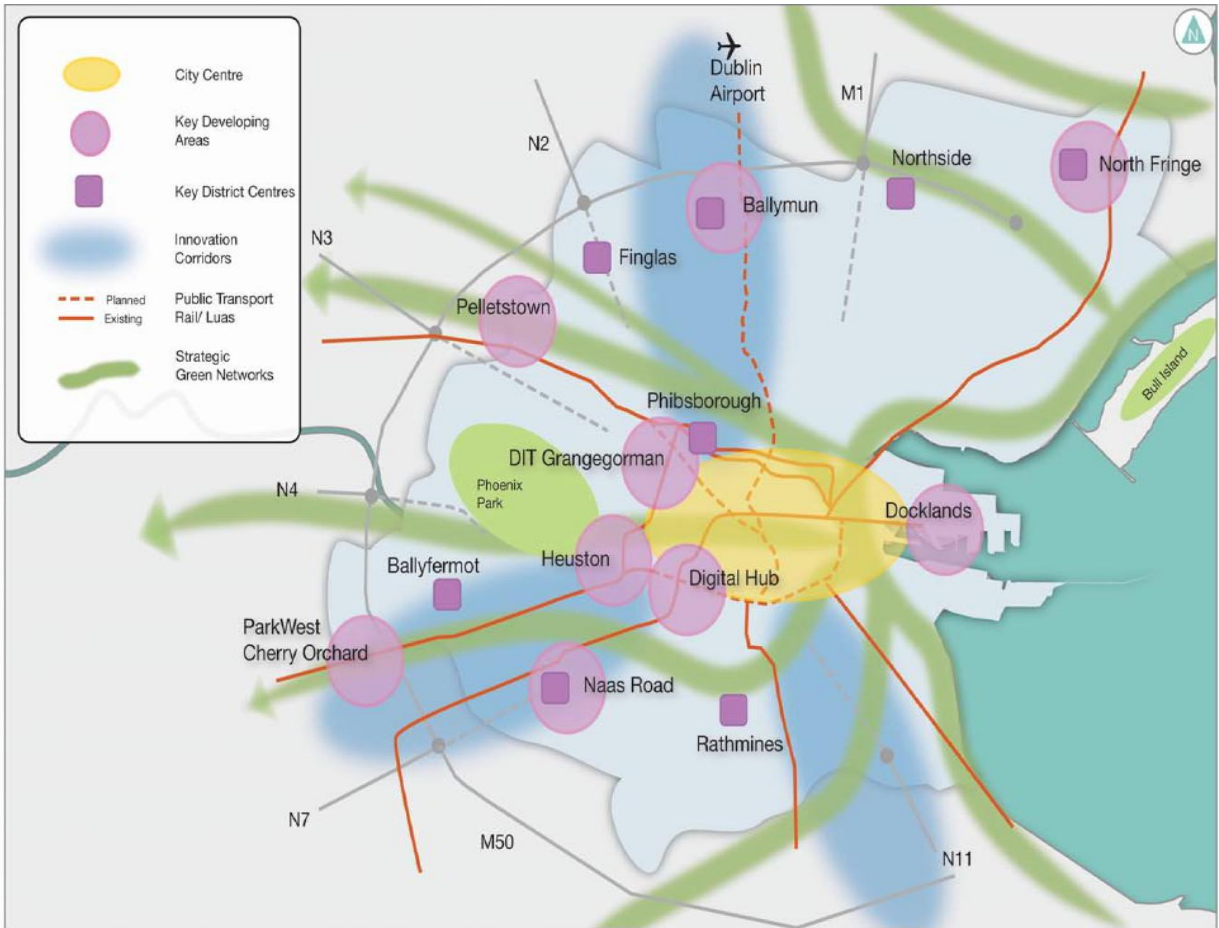 City Centre
Key Developing
Areas
Key District Centres
Innovation
Corridors
Planned
Public Transport
Existing
Rail/ Luas
Strategic
Green Networks
N
Dublin
Airport
M1
N2
Northside
North Fringe
Ballymun
N3
Finglas
Pelletstown
Bull Island
Phibsborough
DIT Grangegorman
Phoenix
Park
N4
Docklands
Heuston
Ballyfermot
Digital Hub
ParkWest
Cherry Orchard
Naas Road
Rathmines
N7
M50
N11